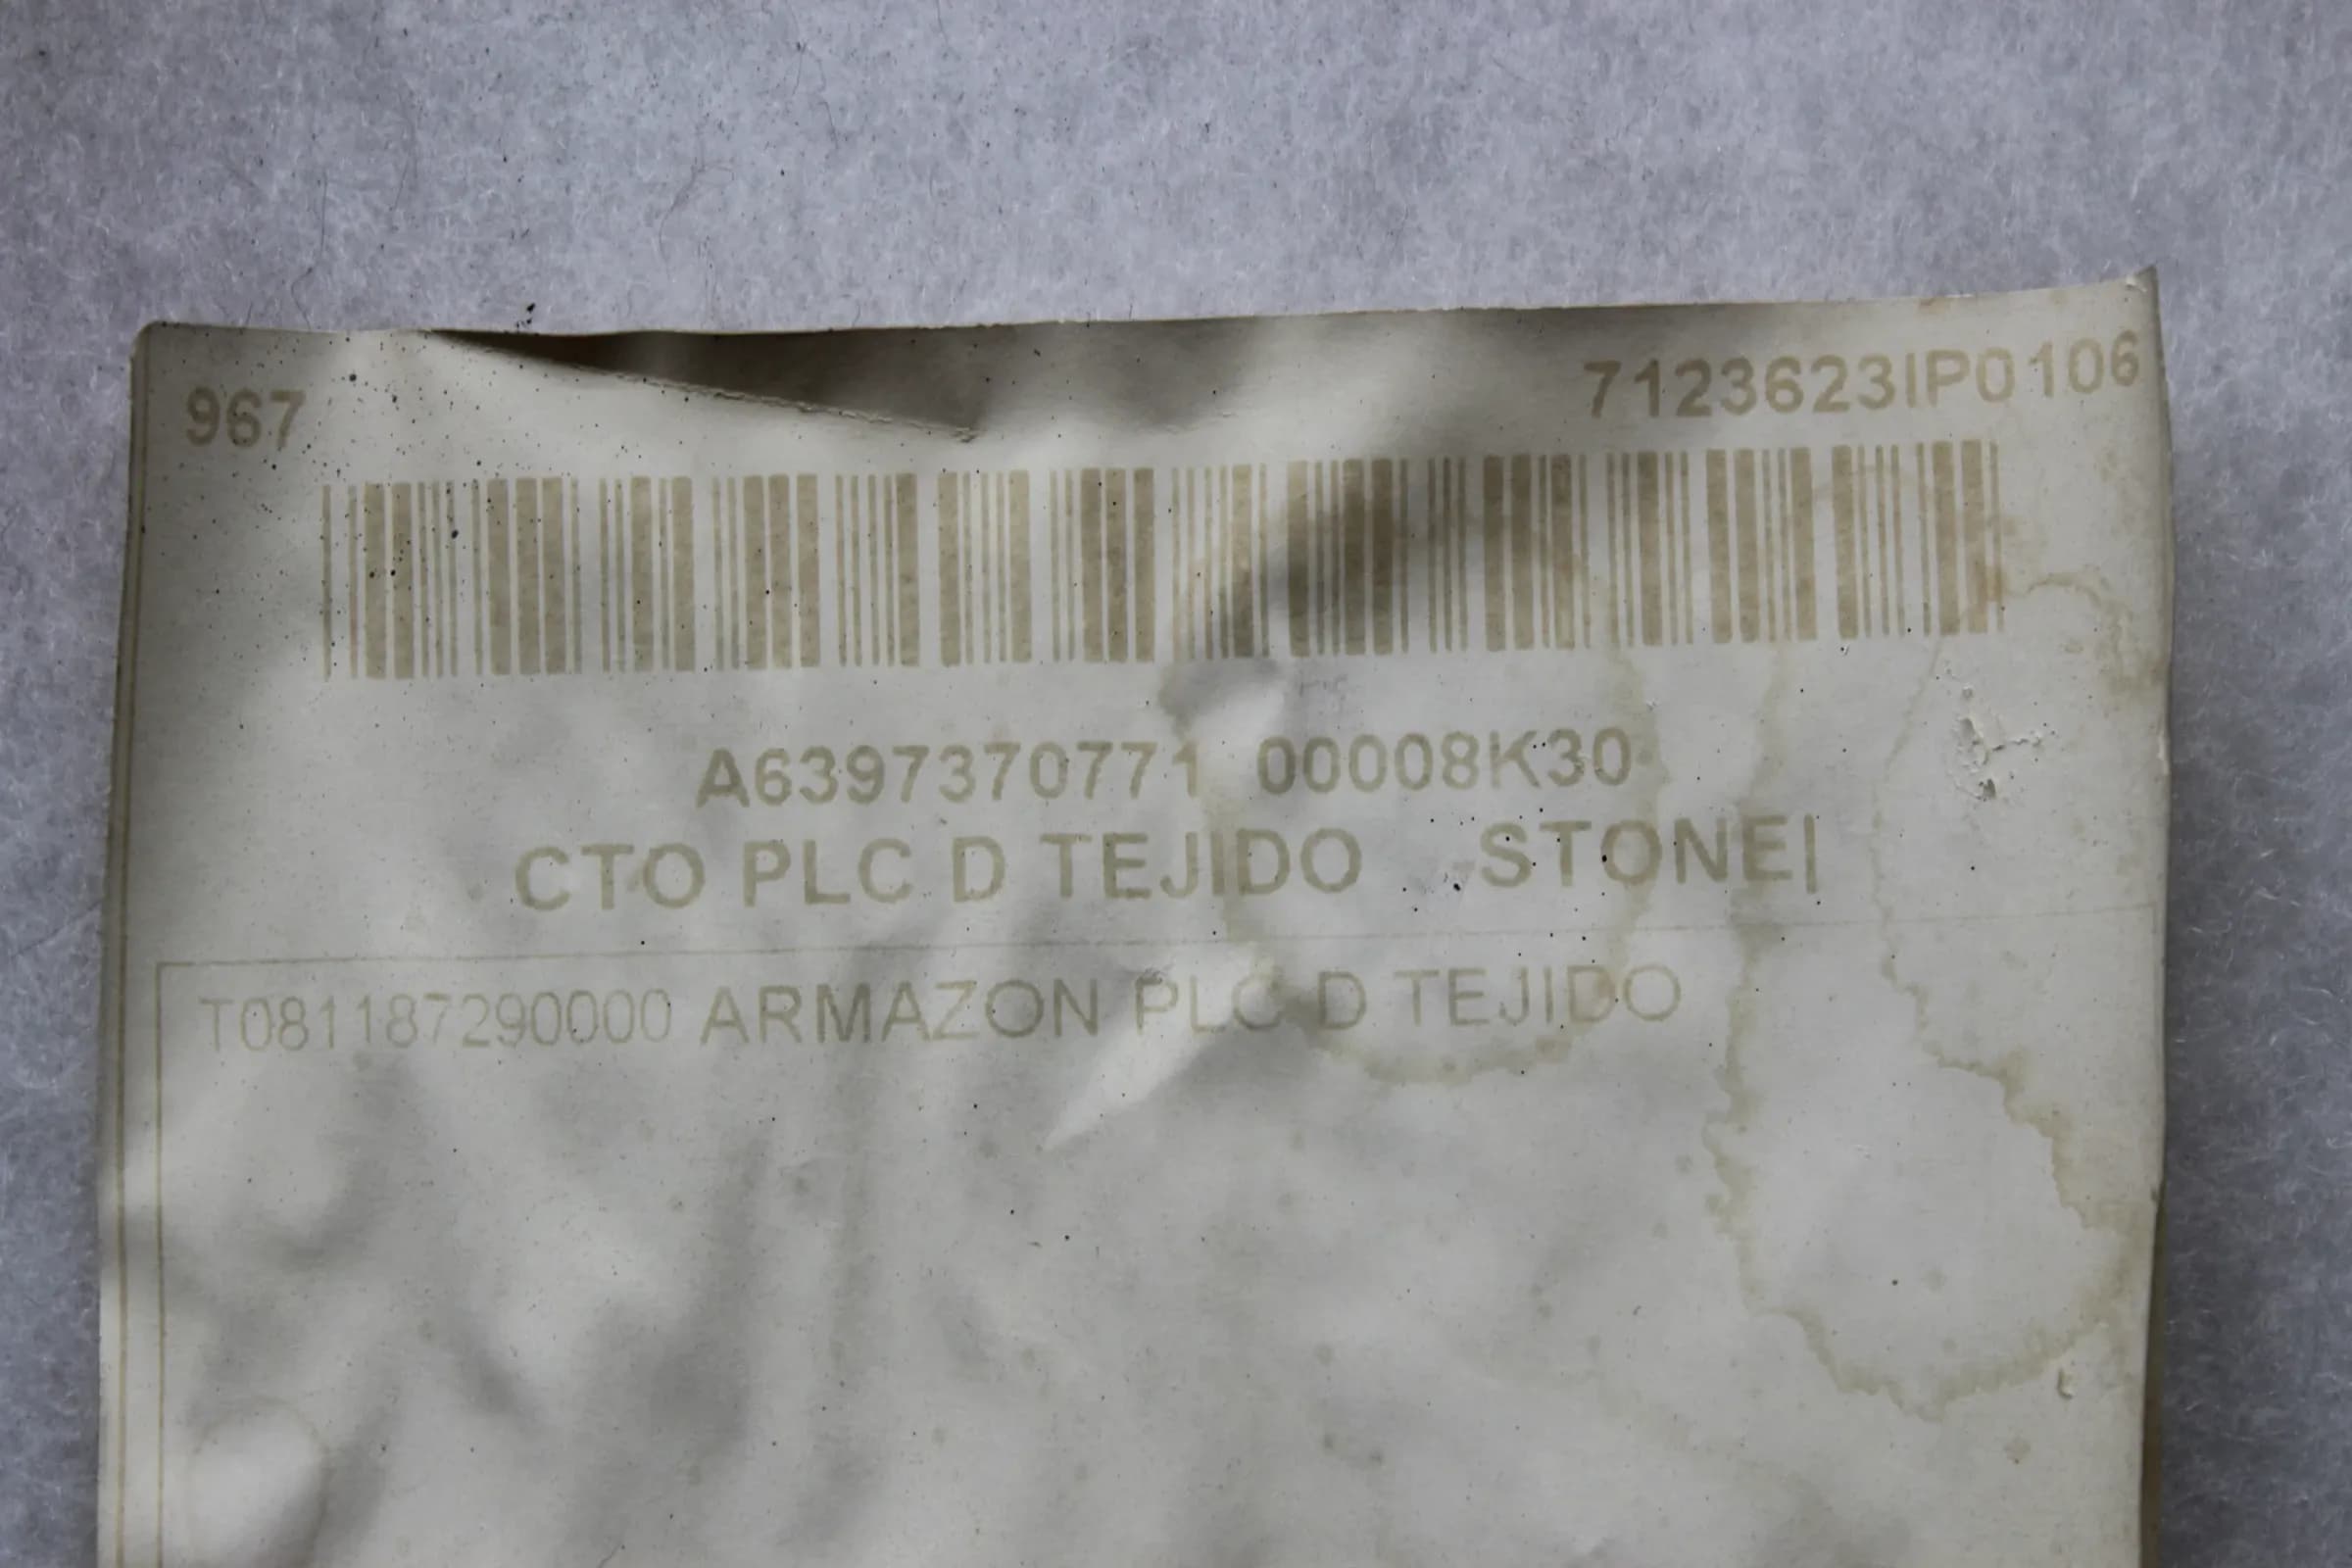 967 7123623IP0106
A6397370771 00008K30
CTO PLC D TEJIDO STONEI
T081187290000 ARMAZON PLC D TEJIDO